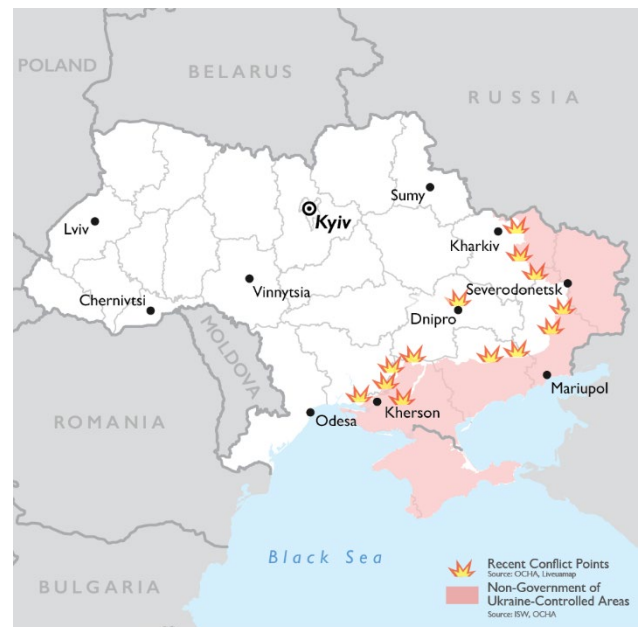 POLAND
BELARUS
RUSSIA
Sumy
Kyiv
Lviv
Kharkiv
Vinnytsia
Severodonetsk
Chernivtsi
Dnipro
MOLDOVA
Mariupol
Kherson
Odesa
ROMANIA
Black Sea
BULGARIA
Recent Conflict Points
Source: OCHA, Liveuamap
Non-Government of
Ukraine-Controlled Areas
Source: ISW, OCHA